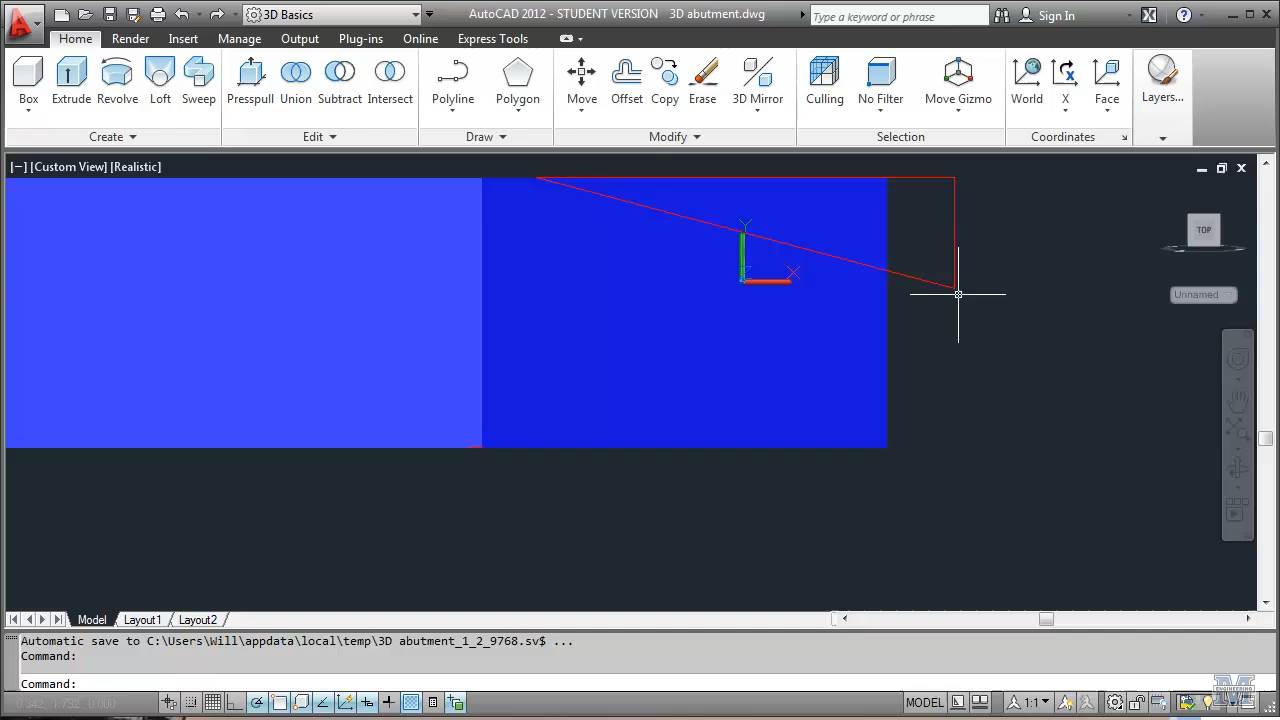 3D Basics AutoCAD 2012 - STUDENT VERSION 3D abutment.dwg Type a keyword or phrase Sign In
Home Render Insert Manage Output Plug-ins Online Express Tools
Box Extrude Revolve Loft Sweep Presspull Union Subtract Intersect Polyline Polygon Move Offset Copy Erase 3D Mirror Culling No Filter Move Gizmo World X Face Layers...
Create Edit Draw Modify Selection Coordinates
[−] [Custom View] [Realistic]
TOP
Y
X
Z
Unnamed
Model Layout1 Layout2
Automatic save to C:\Users\Will\appdata\local\temp\3D abutment_1_2_9768.sv$ ...
Command:
Command:
MODEL 1:1
ENGINEERING